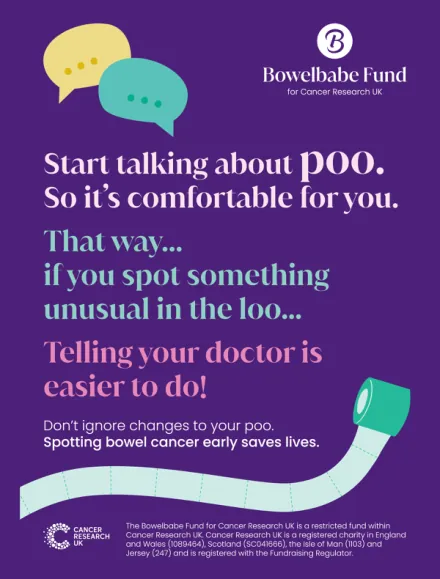 B
Bowelbabe Fund
for Cancer Research UK
Start talking about poo.
So it's comfortable for you.
That way...
if you spot something
unusual in the loo...
Telling your doctor is
easier to do!
Don't ignore changes to your poo.
Spotting bowel cancer early saves lives.
CANCER
RESEARCH
UK
The Bowelbabe Fund for Cancer Research UK is a restricted fund within
Cancer Research UK. Cancer Research UK is a registered charity in England
and Wales (1089464), Scotland (SC041666), the Isle of Man (1103) and
Jersey (247) and is registered with the Fundraising Regulator.